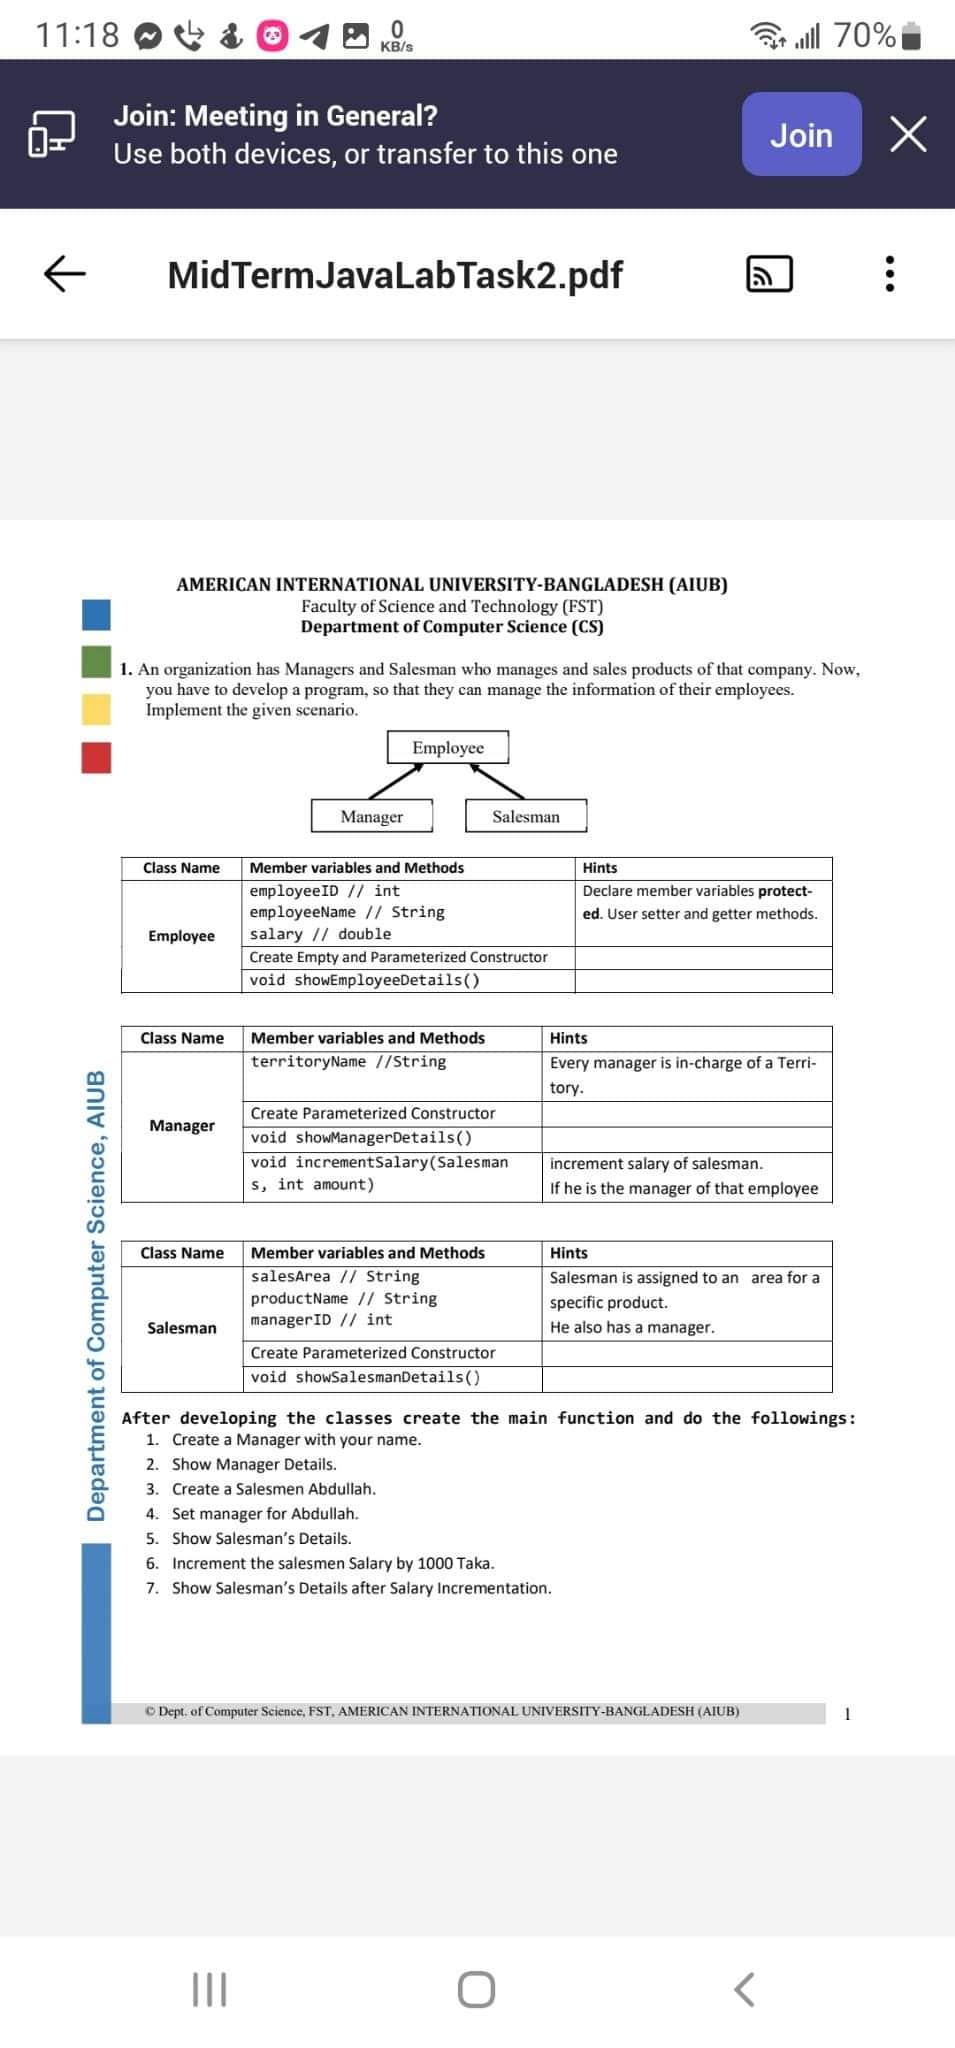 11:18
0
KB/s
70%
Join: Meeting in General?
Use both devices, or transfer to this one
Join
MidTermJavaLabTask2.pdf
AMERICAN INTERNATIONAL UNIVERSITY-BANGLADESH (AIUB)
Faculty of Science and Technology (FST)
Department of Computer Science (CS)
1. An organization has Managers and Salesman who manages and sales products of that company. Now,
you have to develop a program, so that they can manage the information of their employees.
Implement the given scenario.
Employee
Manager Salesman
Class Name Member variables and Methods Hints
employeeID // int Declare member variables protect-
employeeName // String ed. User setter and getter methods.
Employee salary // double
Create Empty and Parameterized Constructor
void showEmployeeDetails()
Class Name Member variables and Methods Hints
territoryName //String Every manager is in-charge of a Terri-
tory.
Create Parameterized Constructor
Manager
void showManagerDetails()
void incrementSalary(Salesman increment salary of salesman.
s, int amount) If he is the manager of that employee
Class Name Member variables and Methods Hints
salesArea // String Salesman is assigned to an area for a
productName // String specific product.
Salesman managerID // int He also has a manager.
Create Parameterized Constructor
void showSalesmanDetails()
After developing the classes create the main function and do the followings:
1. Create a Manager with your name.
2. Show Manager Details.
3. Create a Salesmen Abdullah.
4. Set manager for Abdullah.
5. Show Salesman's Details.
6. Increment the salesmen Salary by 1000 Taka.
7. Show Salesman's Details after Salary Incrementation.
Department of Computer Science, AIUB
© Dept. of Computer Science, FST, AMERICAN INTERNATIONAL UNIVERSITY-BANGLADESH (AIUB) 1